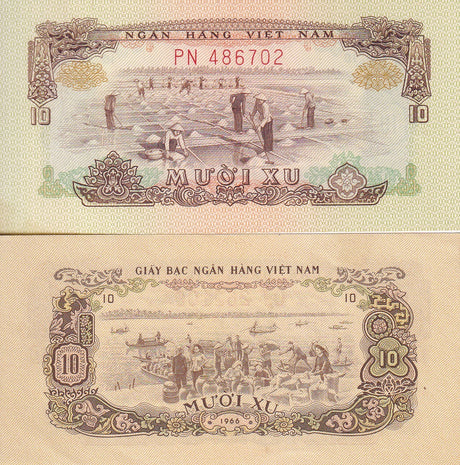 NGÂN HÀNG VIỆT NAM
PN 486702
10 10
MƯỜI XU
GIẤY BẠC NGÂN HÀNG VIỆT NAM
10 10
10 10
MƯỜI XU
1966